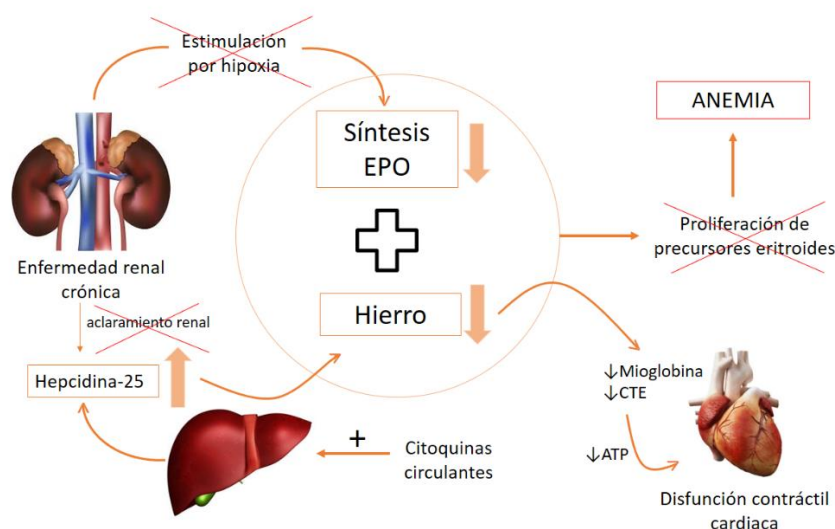 Estimulación
por hipoxia
Síntesis
EPO
ANEMIA
Proliferación de
precursores eritroides
Enfermedad renal
crónica
aclaramiento renal
Hierro
Hepcidina-25
↓Mioglobina
↓CTE
↓ATP
+
Citoquinas
circulantes
Disfunción contráctil
cardiaca